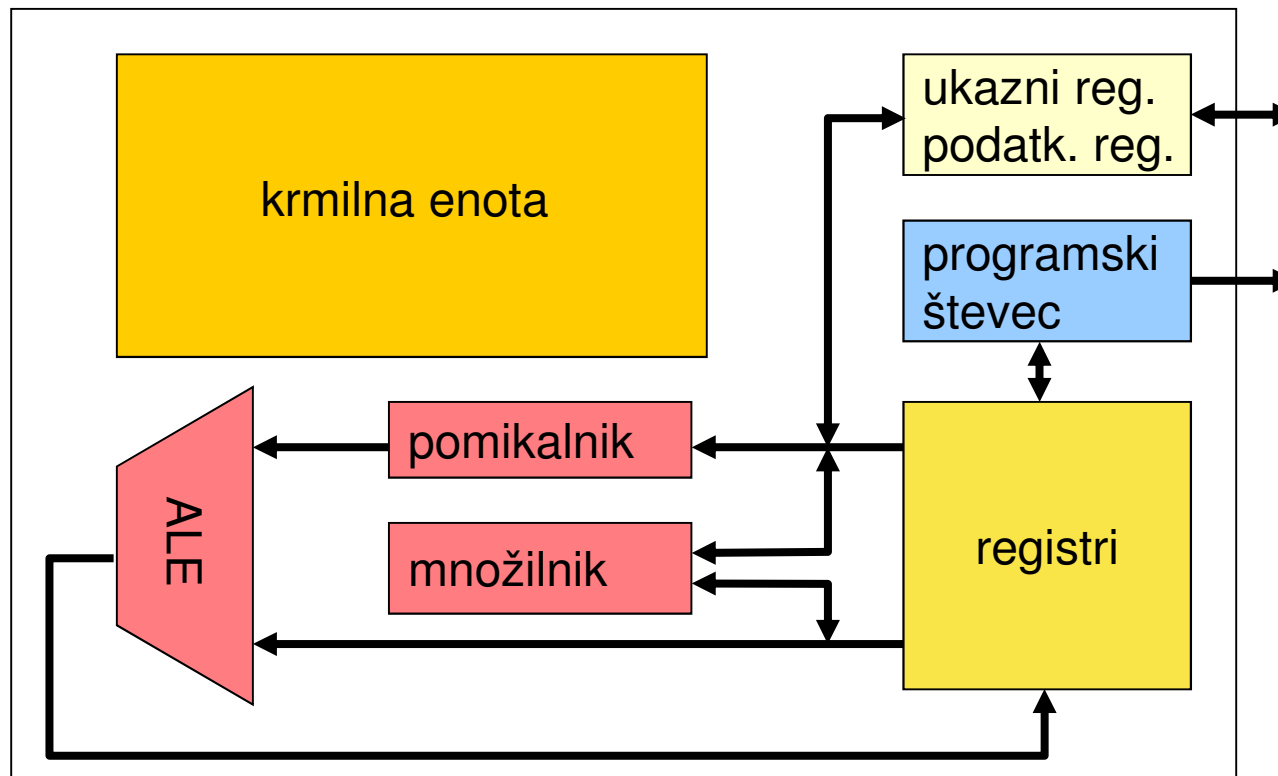 krmilna enota
ukazni reg.
podatk. reg.
programski
števec
pomikalnik
množilnik
ALE
registri